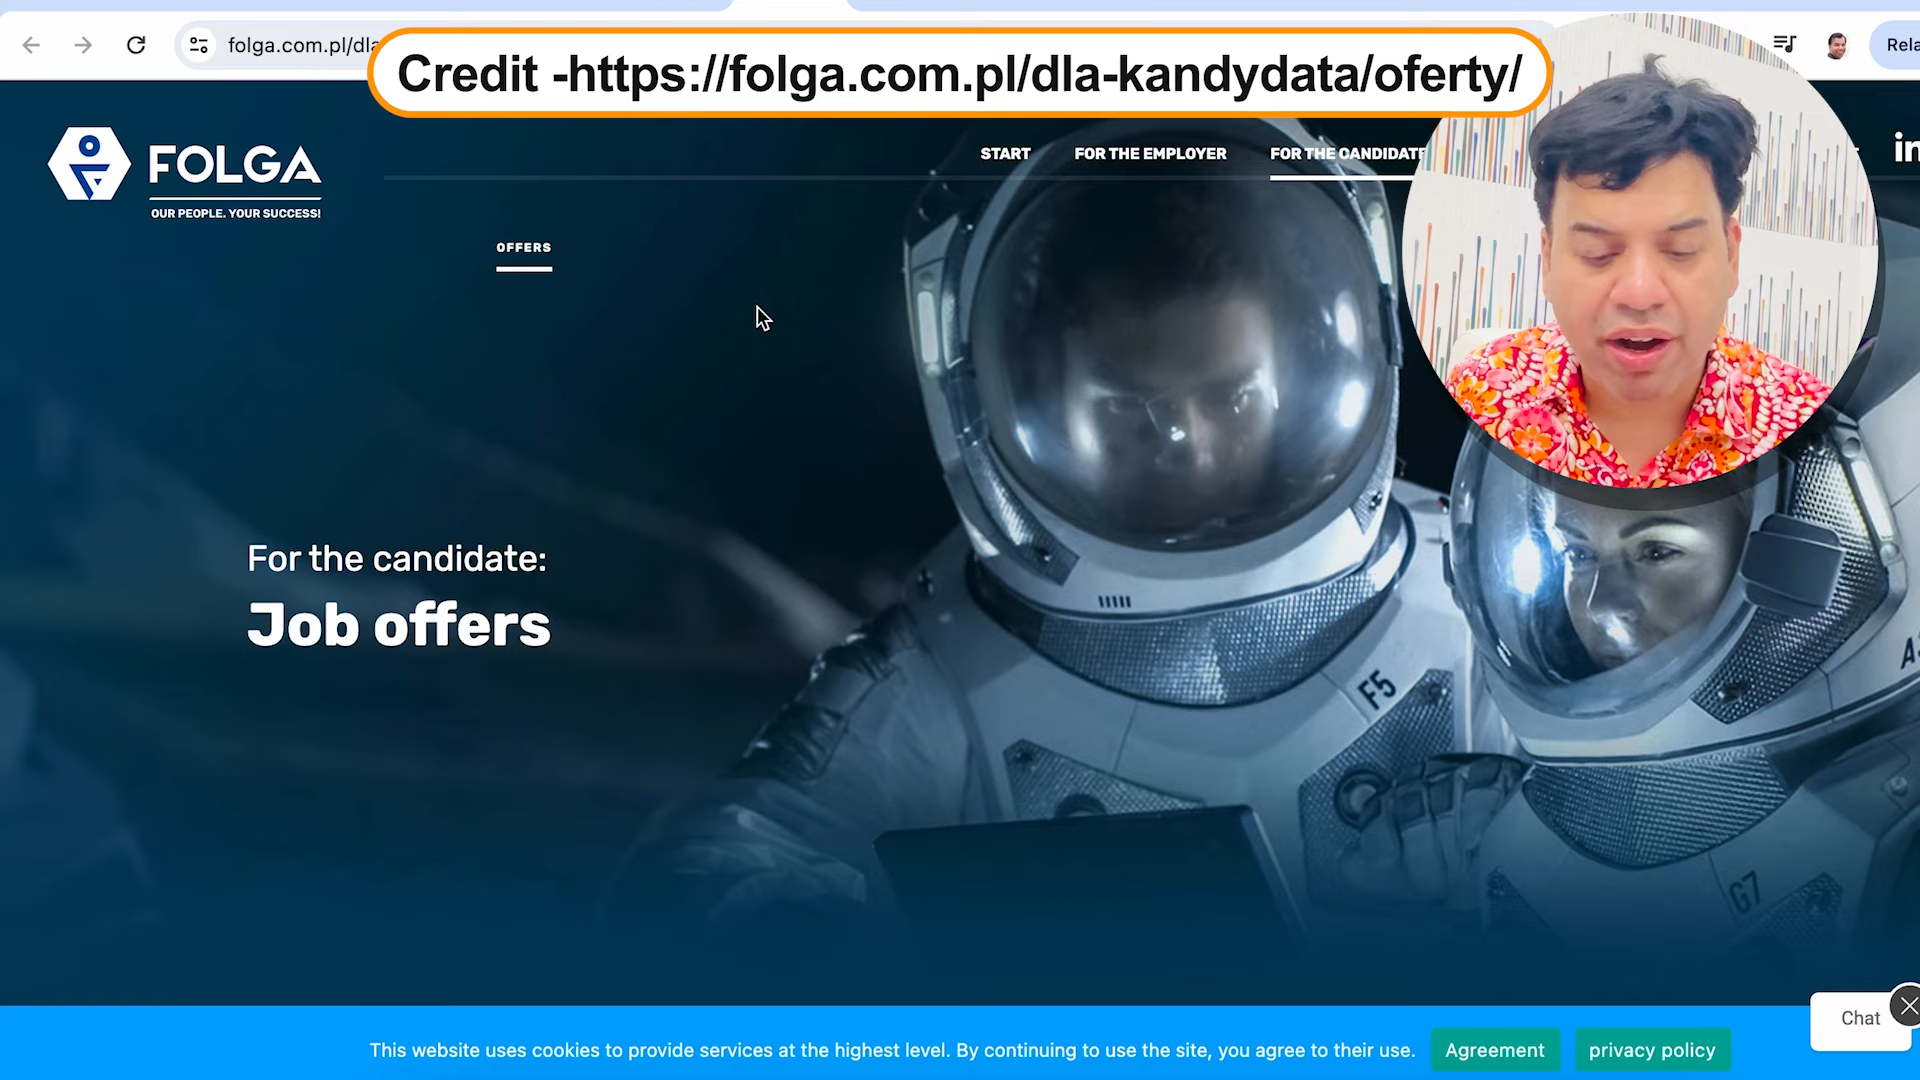 folga.com.pl/dla
Credit -https://folga.com.pl/dla-kandydata/oferty/
Rela
FOLGA
OUR PEOPLE. YOUR SUCCESS!
START
FOR THE EMPLOYER
FOR THE CANDIDATE
in
OFFERS
For the candidate:
Job offers
F5
G7
Chat
This website uses cookies to provide services at the highest level. By continuing to use the site, you agree to their use.
Agreement
privacy policy